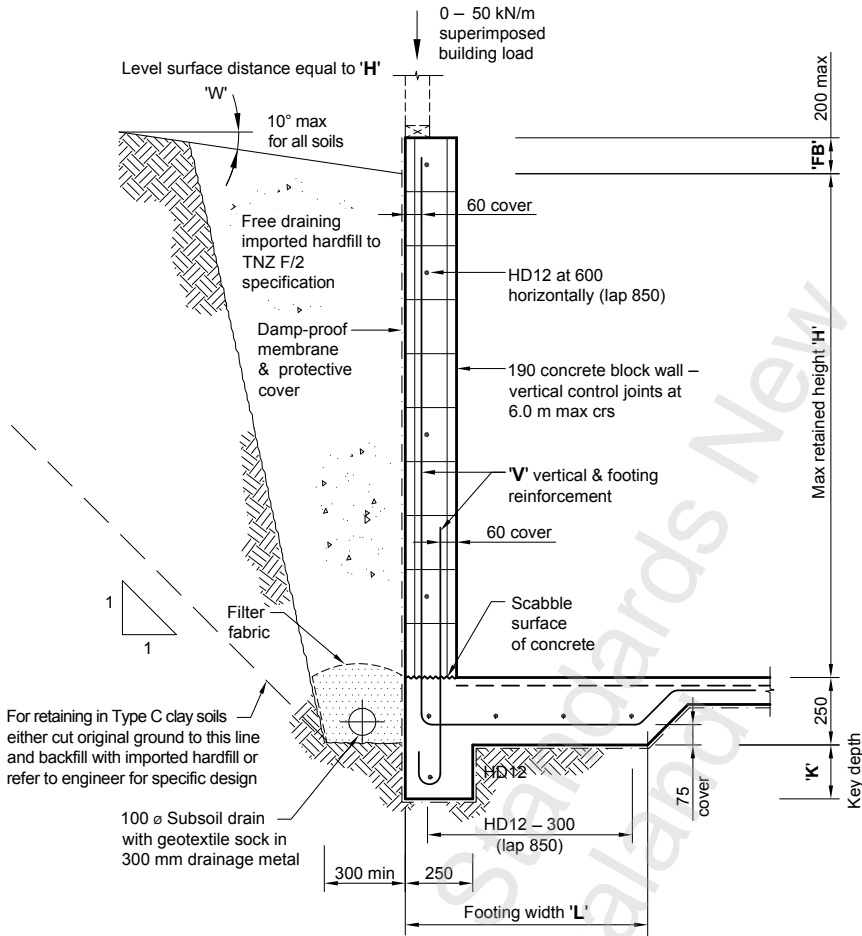 0 – 50 kN/m
superimposed
building load
Level surface distance equal to 'H'
'W'
10° max
for all soils
200 max
'FB'
60 cover
Free draining
imported hardfill to
TNZ F/2
specification
HD12 at 600
horizontally (lap 850)
Damp-proof
membrane
& protective
cover
190 concrete block wall –
vertical control joints at
6.0 m max crs
Max retained height 'H'
'V' vertical & footing
reinforcement
60 cover
1
1
Filter
fabric
Scabble
surface
of concrete
For retaining in Type C clay soils
either cut original ground to this line
and backfill with imported hardfill or
refer to engineer for specific design
250
'K'
Key depth
HD12
75
cover
100 ø Subsoil drain
with geotextile sock in
300 mm drainage metal
HD12 – 300
(lap 850)
300 min
250
Footing width 'L'
Standards New
aland